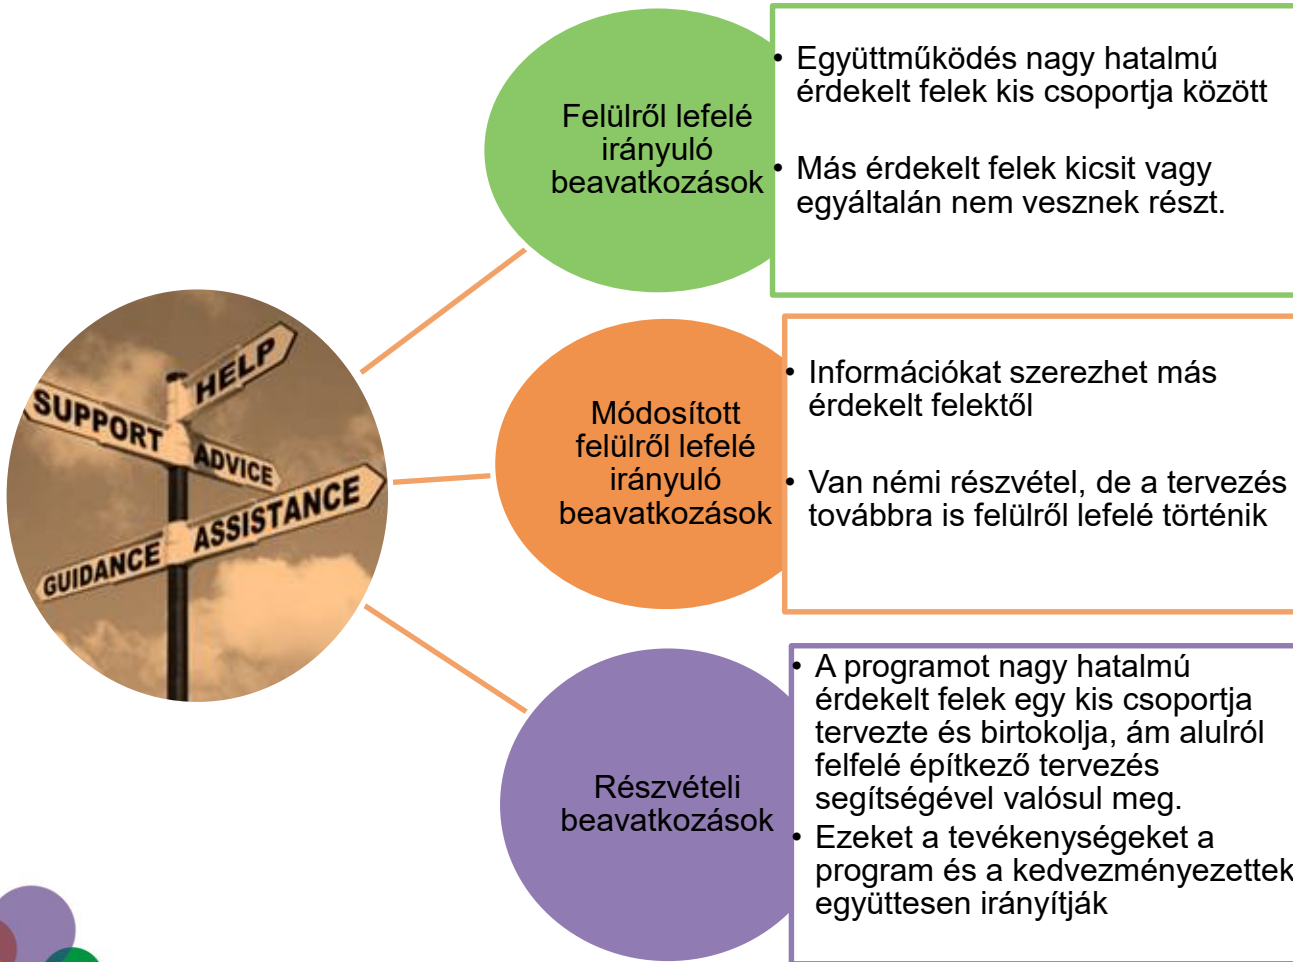 Felülről lefelé
irányuló
beavatkozások
• Együttműködés nagy hatalmú
érdekelt felek kis csoportja között
• Más érdekelt felek kicsit vagy
egyáltalán nem vesznek részt.
HELP
SUPPORT
ADVICE
ASSISTANCE
GUIDANCE
Módosított
felülről lefelé
irányuló
beavatkozások
• Információkat szerezhet más
érdekelt felektől
• Van némi részvétel, de a tervezés
továbbra is felülről lefelé történik
Részvételi
beavatkozások
• A programot nagy hatalmú
érdekelt felek egy kis csoportja
tervezte és birtokolja, ám alulról
felfelé építkező tervezés
segítségével valósul meg.
• Ezeket a tevékenységeket a
program és a kedvezményezettek
együttesen irányítják